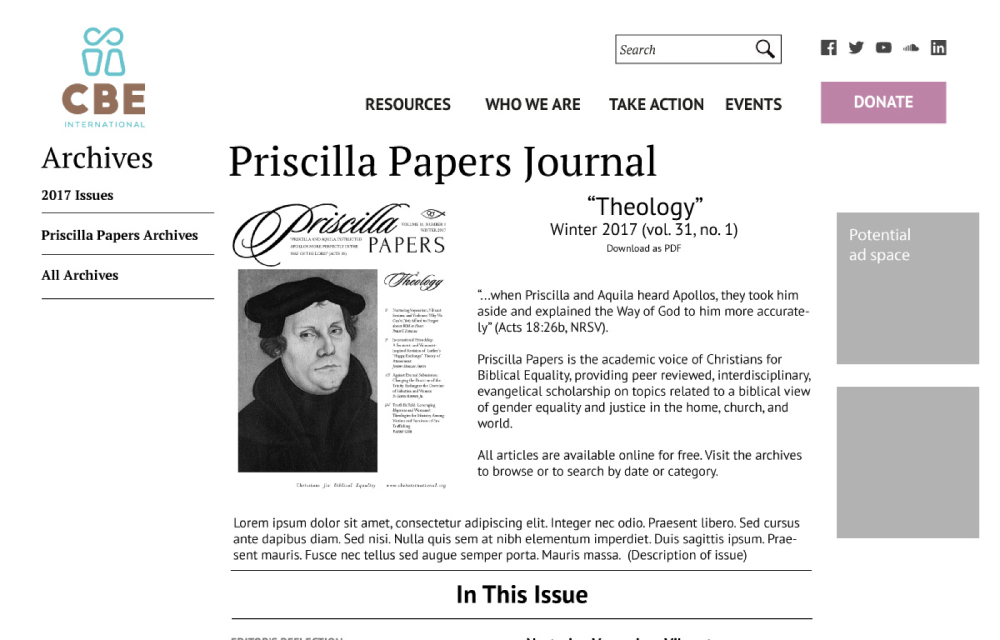 CBE
INTERNATIONAL
Search
RESOURCES
WHO WE ARE
TAKE ACTION
EVENTS
DONATE
Archives
2017 Issues
Priscilla Papers Archives
All Archives
Priscilla Papers Journal
Priscilla
PAPERS
Theology
Christians for Biblical Equality
“Theology”
Winter 2017 (vol. 31, no. 1)
Download as PDF
“...when Priscilla and Aquila heard Apollos, they took him
aside and explained the Way of God to him more accurate-
ly” (Acts 18:26b, NRSV).
Priscilla Papers is the academic voice of Christians for
Biblical Equality, providing peer reviewed, interdisciplinary,
evangelical scholarship on topics related to a biblical view
of gender equality and justice in the home, church, and
world.
All articles are available online for free. Visit the archives
to browse or to search by date or category.
Potential
ad space
Lorem ipsum dolor sit amet, consectetur adipiscing elit. Integer nec odio. Praesent libero. Sed cursus
ante dapibus diam. Sed nisi. Nulla quis sem at nibh elementum imperdiet. Duis sagittis ipsum. Prae-
sent mauris. Fusce nec tellus sed augue semper porta. Mauris massa. (Description of issue)
In This Issue